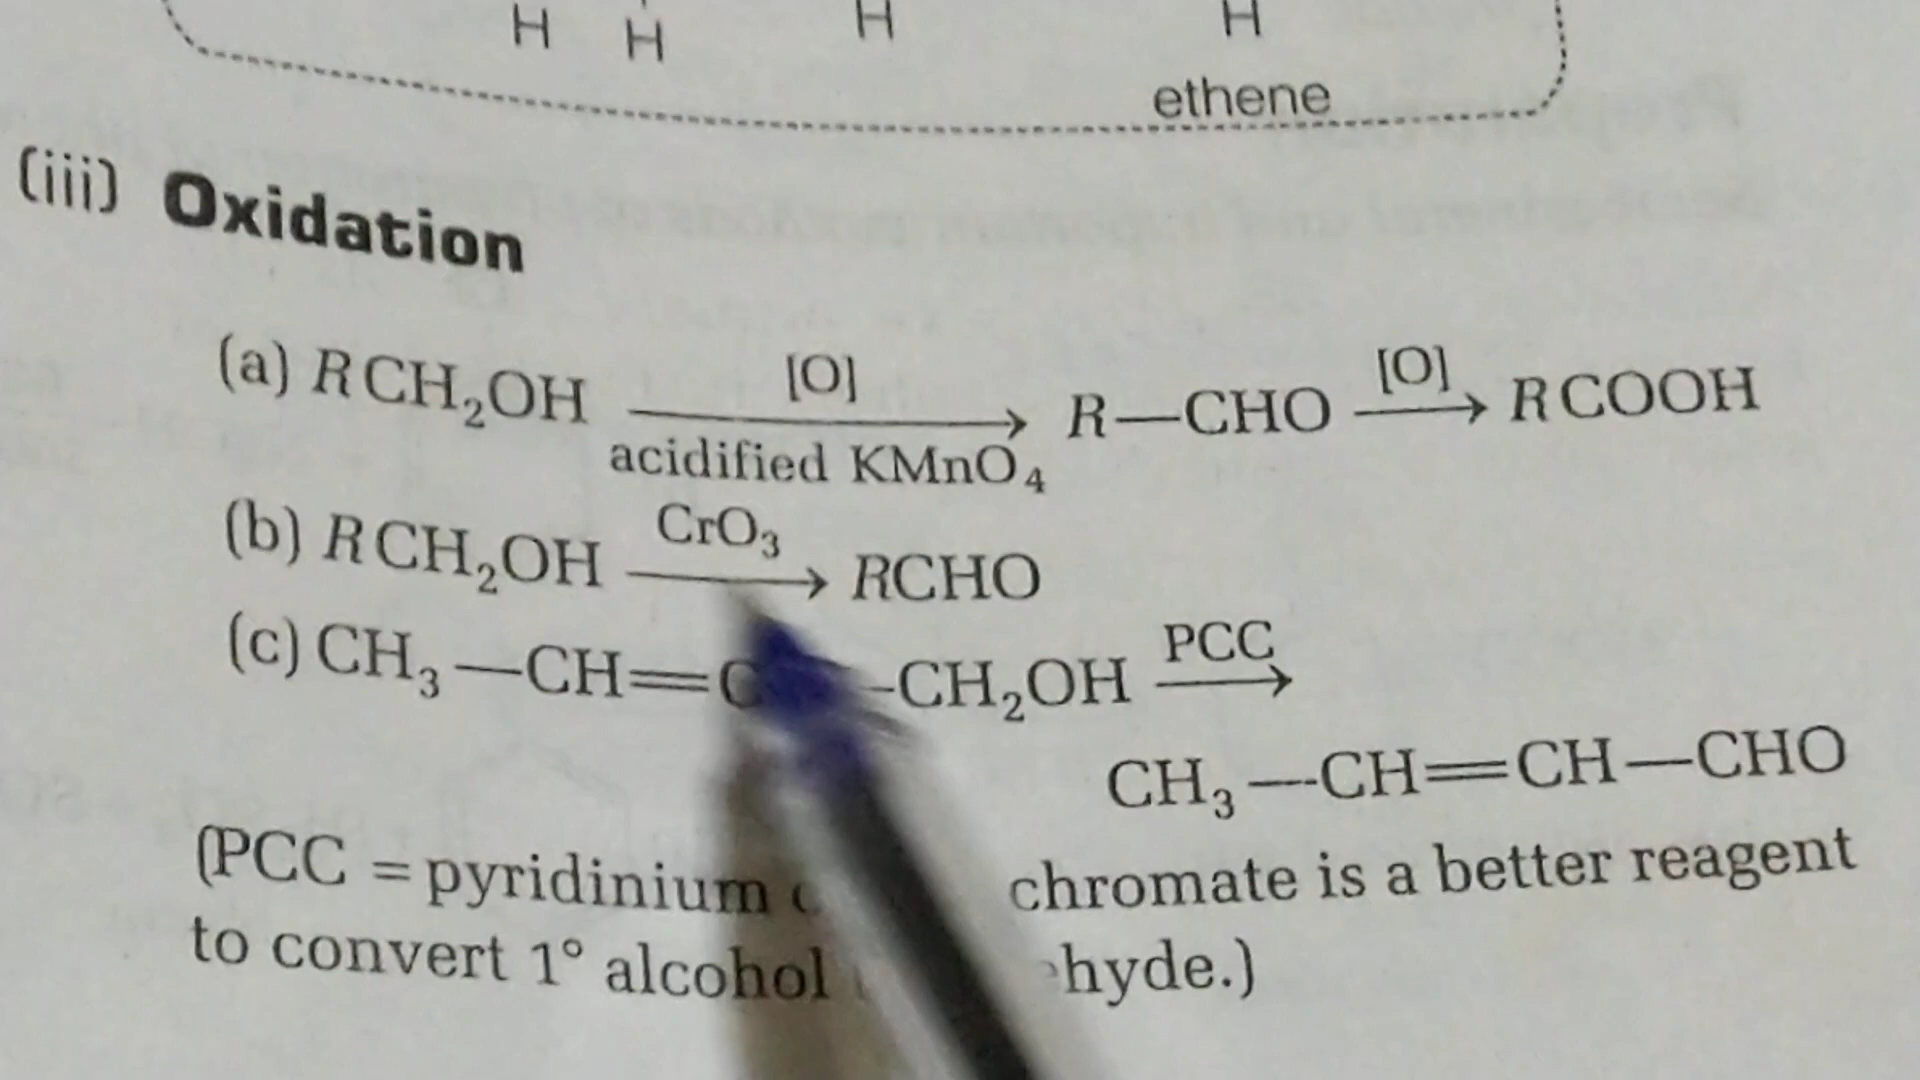 H H H H
ethene
(iii) Oxidation
[O] [O]
(a) RCH₂OH ⟶ R—CHO ⟶ RCOOH
acidified KMnO₄
CrO₃
(b) RCH₂OH ⟶ RCHO
PCC
(c) CH₃—CH=C -CH₂OH ⟶
CH₃—CH=CH—CHO
(PCC = pyridinium chromate is a better reagent
to convert 1° alcohol hyde.)